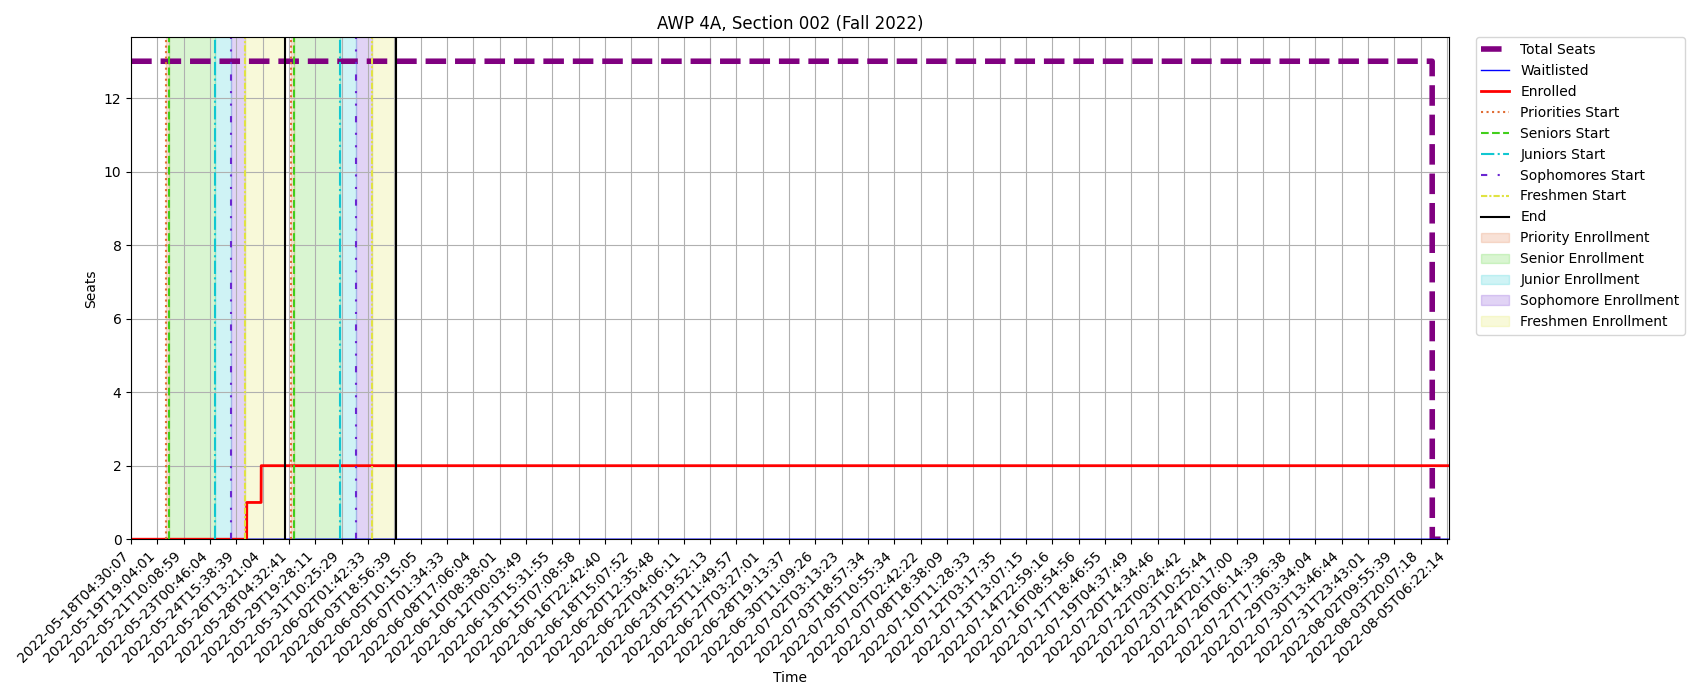 AWP 4A, Section 002 (Fall 2022)
Total Seats
Waitlisted
Enrolled
Priorities Start
Seniors Start
Juniors Start
Sophomores Start
Freshmen Start
End
Priority Enrollment
Senior Enrollment
Junior Enrollment
Sophomore Enrollment
Freshmen Enrollment
Seats
12
10
8
6
4
2
0
2022-05-18T04:30:07
2022-05-19T19:04:01
2022-05-21T10:08:59
2022-05-23T00:46:04
2022-05-24T15:38:39
2022-05-26T13:21:04
2022-05-28T04:32:41
2022-05-29T19:28:11
2022-05-31T10:25:29
2022-06-02T01:42:33
2022-06-03T18:56:39
2022-06-05T10:15:05
2022-06-07T01:34:33
2022-06-08T17:06:04
2022-06-10T08:38:01
2022-06-12T00:03:49
2022-06-13T15:31:55
2022-06-15T07:08:58
2022-06-16T22:42:40
2022-06-18T15:07:52
2022-06-20T12:35:48
2022-06-22T04:06:11
2022-06-23T19:52:13
2022-06-25T11:49:57
2022-06-27T03:27:01
2022-06-28T19:13:37
2022-06-30T11:09:26
2022-07-02T03:13:23
2022-07-03T18:57:34
2022-07-05T10:55:34
2022-07-07T02:42:22
2022-07-08T18:38:09
2022-07-10T11:28:33
2022-07-12T03:17:35
2022-07-13T13:07:15
2022-07-14T22:59:16
2022-07-16T08:54:56
2022-07-17T18:46:55
2022-07-19T04:37:49
2022-07-20T14:34:46
2022-07-22T00:24:42
2022-07-23T10:25:44
2022-07-24T20:17:00
2022-07-26T06:14:39
2022-07-27T17:36:38
2022-07-29T03:34:04
2022-07-30T13:46:44
2022-07-31T23:43:01
2022-08-02T09:55:39
2022-08-03T20:07:18
2022-08-05T06:22:14
Time